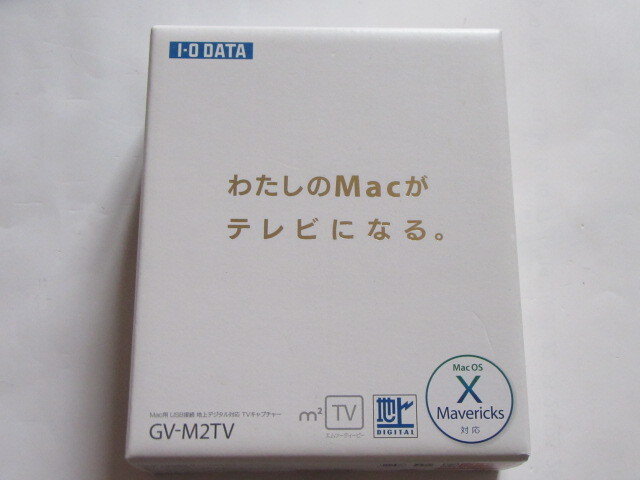 I-O DATA
わたしのMacが
テレビになる。
Mac用 USB接続 地上デジタル対応 TVキャプチャー
GV-M2TV
m² TV
エムツーティービー
地上
DIGITAL
Mac OS
X
Mavericks
対応